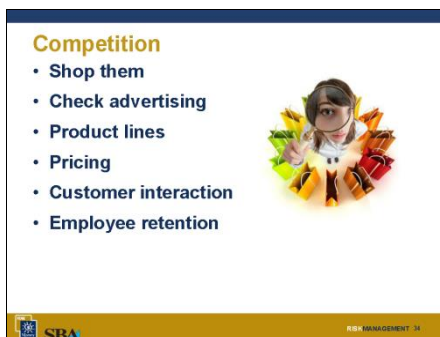 Competition
• Shop them
• Check advertising
• Product lines
• Pricing
• Customer interaction
• Employee retention
SBA
RISK MANAGEMENT 34